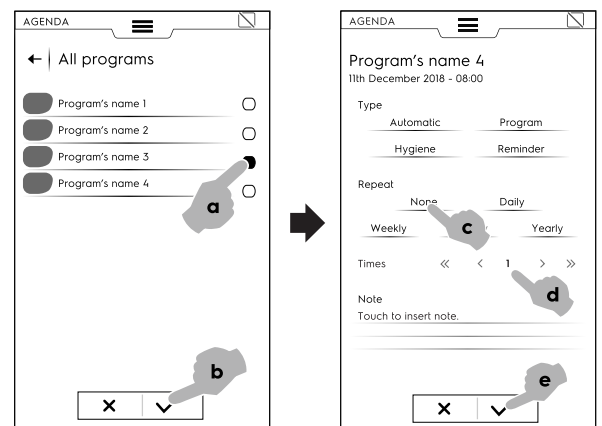 AGENDA
All programs
Program's name 1
Program's name 2
Program's name 3
Program's name 4
a
b
AGENDA
Program's name 4
11th December 2018 - 08:00
Type
Automatic Program
Hygiene Reminder
Repeat
None Daily
Weekly Yearly
c
Times 1
d
Note
Touch to insert note.
e